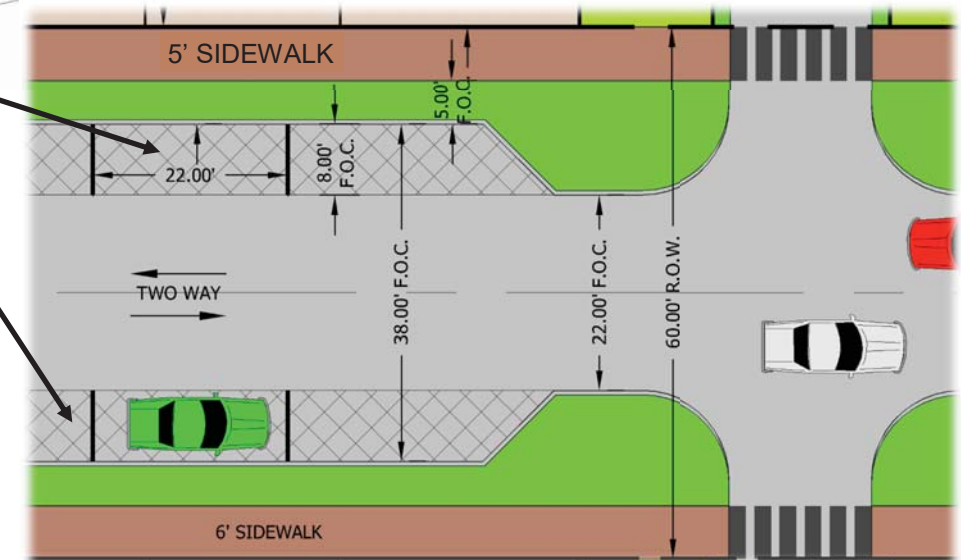 5’ SIDEWALK
5.00'
F.O.C.
22.00'
8.00'
F.O.C.
TWO WAY
38.00' F.O.C.
22.00' F.O.C.
60.00' R.O.W.
6' SIDEWALK